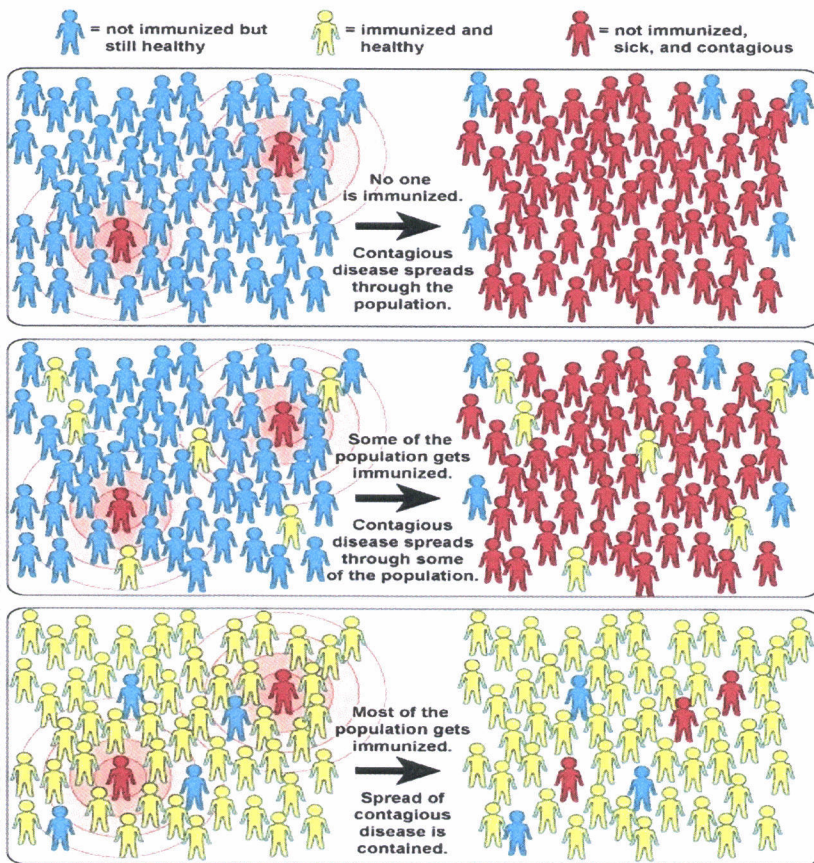 = not immunized but still healthy
= immunized and healthy
= not immunized, sick, and contagious
No one
is immunized.
Contagious
disease spreads
through the
population.
Some of the
population gets
immunized.
Contagious
disease spreads
through some
of the population.
Most of the
population gets
immunized.
Spread of
contagious
disease is
contained.